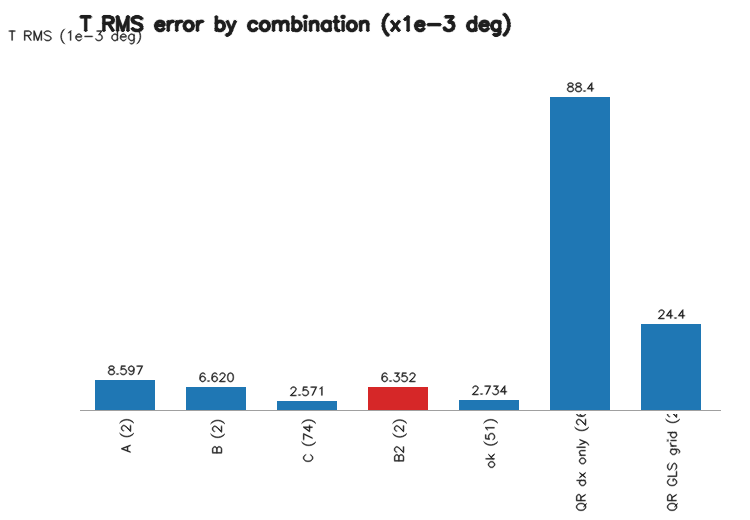 T RMS error by combination (x1e-3 deg)
T RMS (1e-3 deg)
88.4
24.4
8.597
6.620
2.571
6.352
2.734
A (2)
B (2)
C (74)
B2 (2)
ok (51)
QR dx only (26
QR GLS grid (2